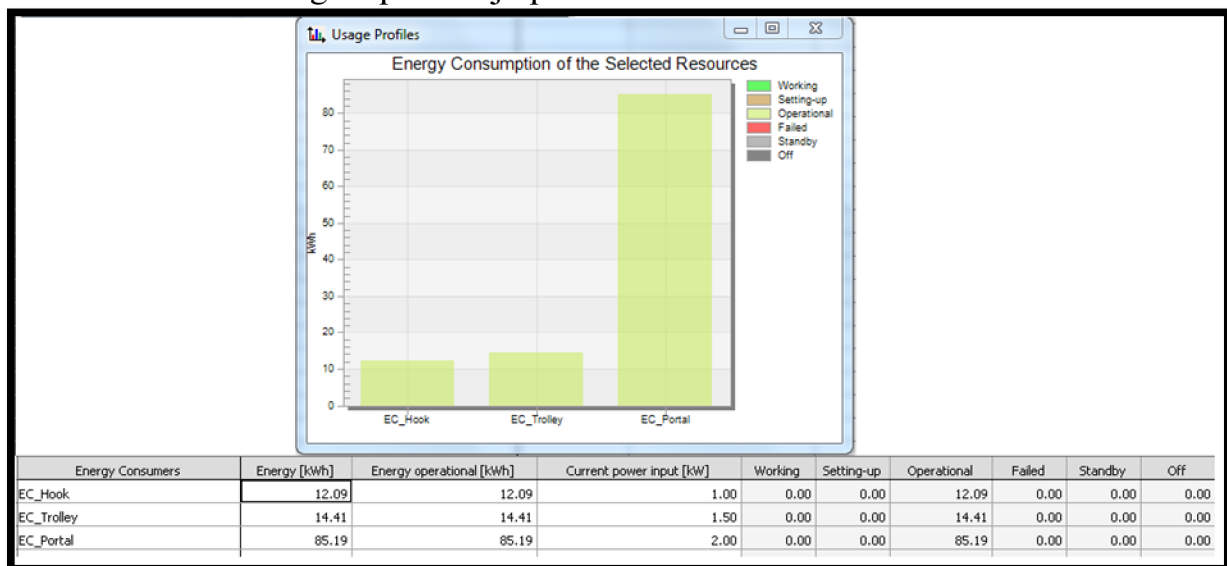 Usage Profiles
Energy Consumption of the Selected Resources
Working
Setting-up
Operational
Failed
Standby
Off
80
70
60
50
40
30
20
10
0
kWh
EC_Hook EC_Trolley EC_Portal
Energy Consumers Energy [kWh] Energy operational [kWh] Current power input [kW] Working Setting-up Operational Failed Standby Off
EC_Hook 12.09 12.09 1.00 0.00 0.00 12.09 0.00 0.00 0.00
EC_Trolley 14.41 14.41 1.50 0.00 0.00 14.41 0.00 0.00 0.00
EC_Portal 85.19 85.19 2.00 0.00 0.00 85.19 0.00 0.00 0.00